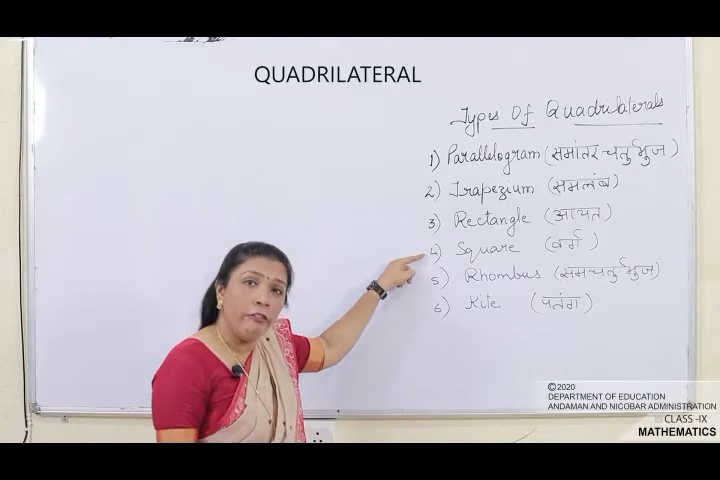 QUADRILATERAL
Types Of Quadrilaterals
1) Parallelogram (समांतर चतुर्भुज)
2) Trapezium (समलंब)
3) Rectangle (आयत)
4) Square (वर्ग)
5) Rhombus (समचतुर्भुज)
6) Kite (पतंग)
©2020
DEPARTMENT OF EDUCATION
ANDAMAN AND NICOBAR ADMINISTRATION
CLASS -IX
MATHEMATICS